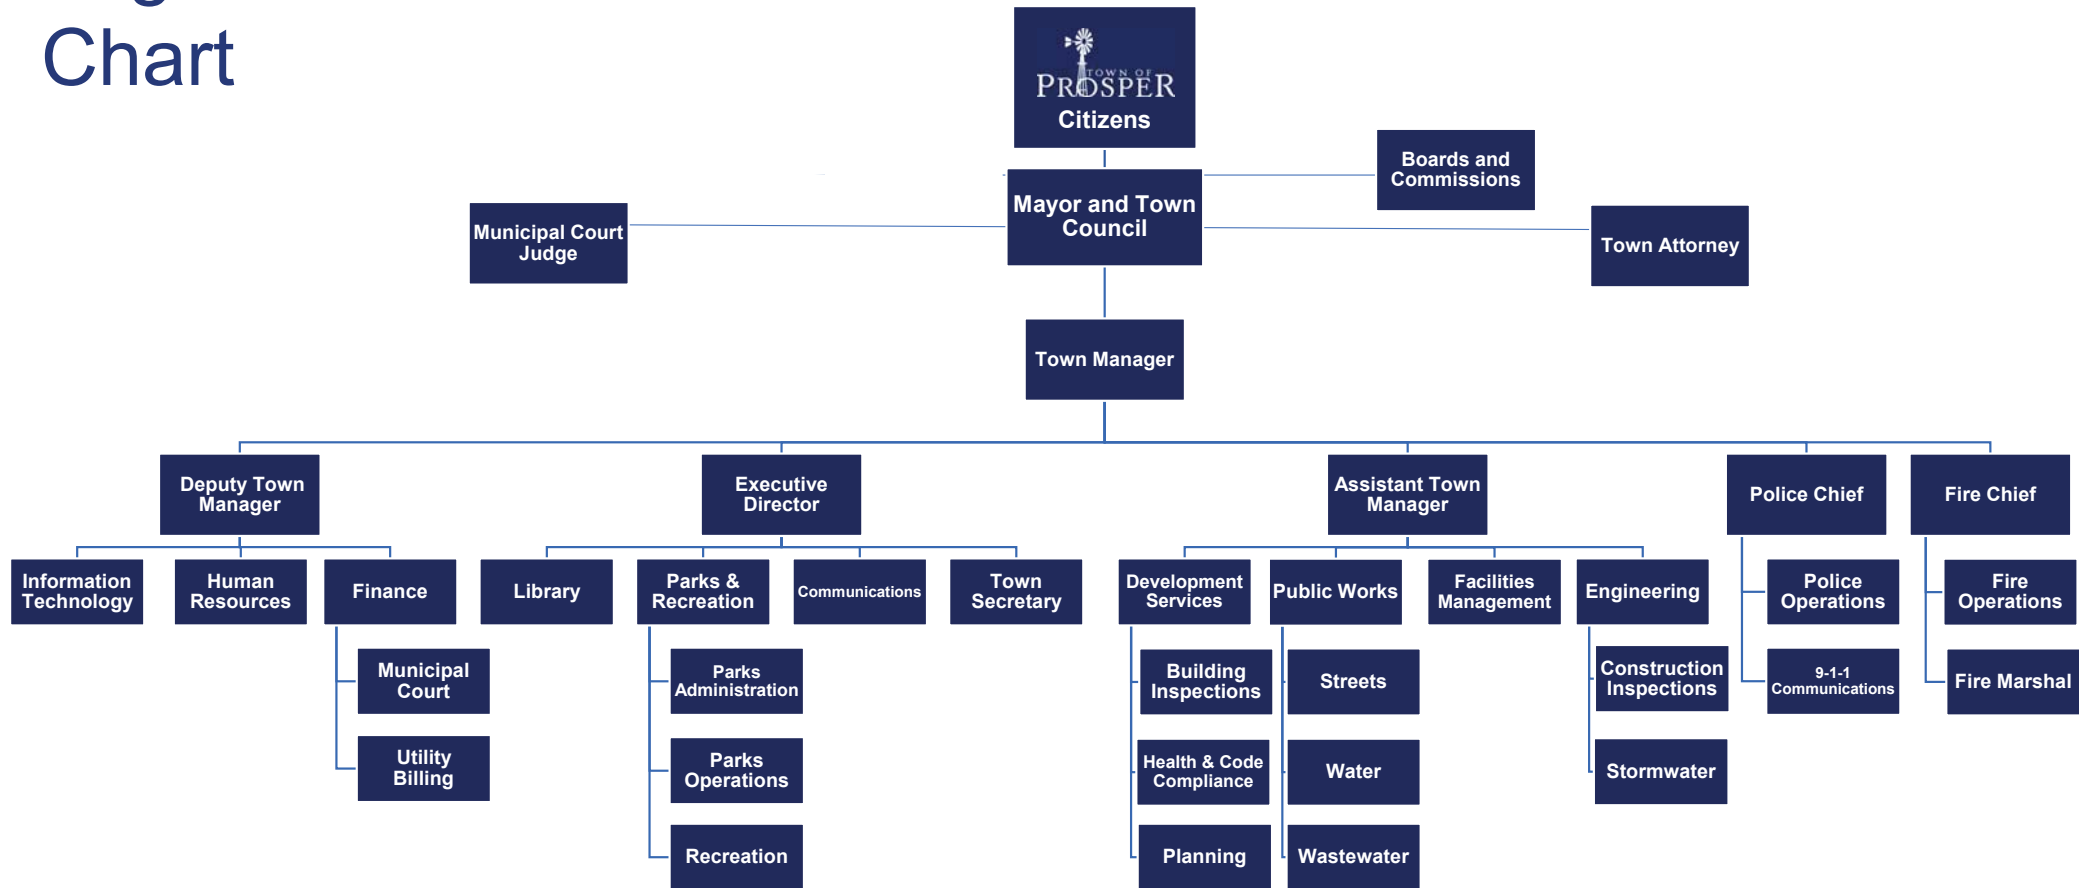 Chart
TOWN OF
PROSPER
Citizens
Boards and
Commissions
Mayor and Town
Council
Municipal Court
Judge
Town Attorney
Town Manager
Deputy Town
Manager
Executive
Director
Assistant Town
Manager
Police Chief
Fire Chief
Information
Technology
Human
Resources
Finance
Library
Parks &
Recreation
Communications
Town
Secretary
Development
Services
Public Works
Facilities
Management
Engineering
Police
Operations
Fire
Operations
Municipal
Court
Parks
Administration
Building
Inspections
Streets
Construction
Inspections
9-1-1
Communications
Fire Marshal
Utility
Billing
Parks
Operations
Health & Code
Compliance
Water
Stormwater
Recreation
Planning
Wastewater